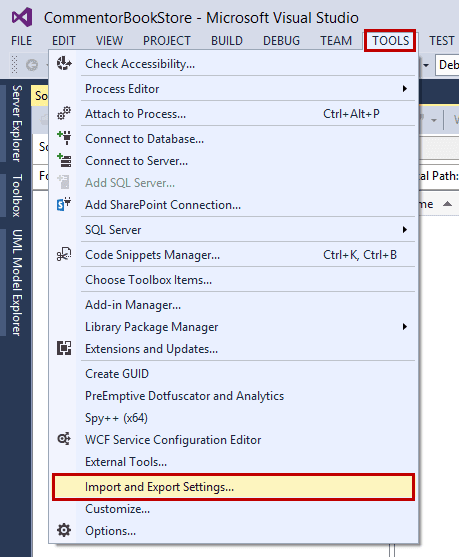 CommentorBookStore - Microsoft Visual Studio
FILE EDIT VIEW PROJECT BUILD DEBUG TEAM TOOLS TEST
Deb
Server Explorer
Toolbox
UML Model Explorer
So
So
Fo
al Path:
me
Check Accessibility...
Process Editor
Attach to Process... Ctrl+Alt+P
Connect to Database...
Connect to Server...
Add SQL Server...
Add SharePoint Connection...
SQL Server
Code Snippets Manager... Ctrl+K, Ctrl+B
Choose Toolbox Items...
Add-in Manager...
Library Package Manager
Extensions and Updates...
Create GUID
PreEmptive Dotfuscator and Analytics
Spy++ (x64)
WCF Service Configuration Editor
External Tools...
Import and Export Settings...
Customize...
Options...